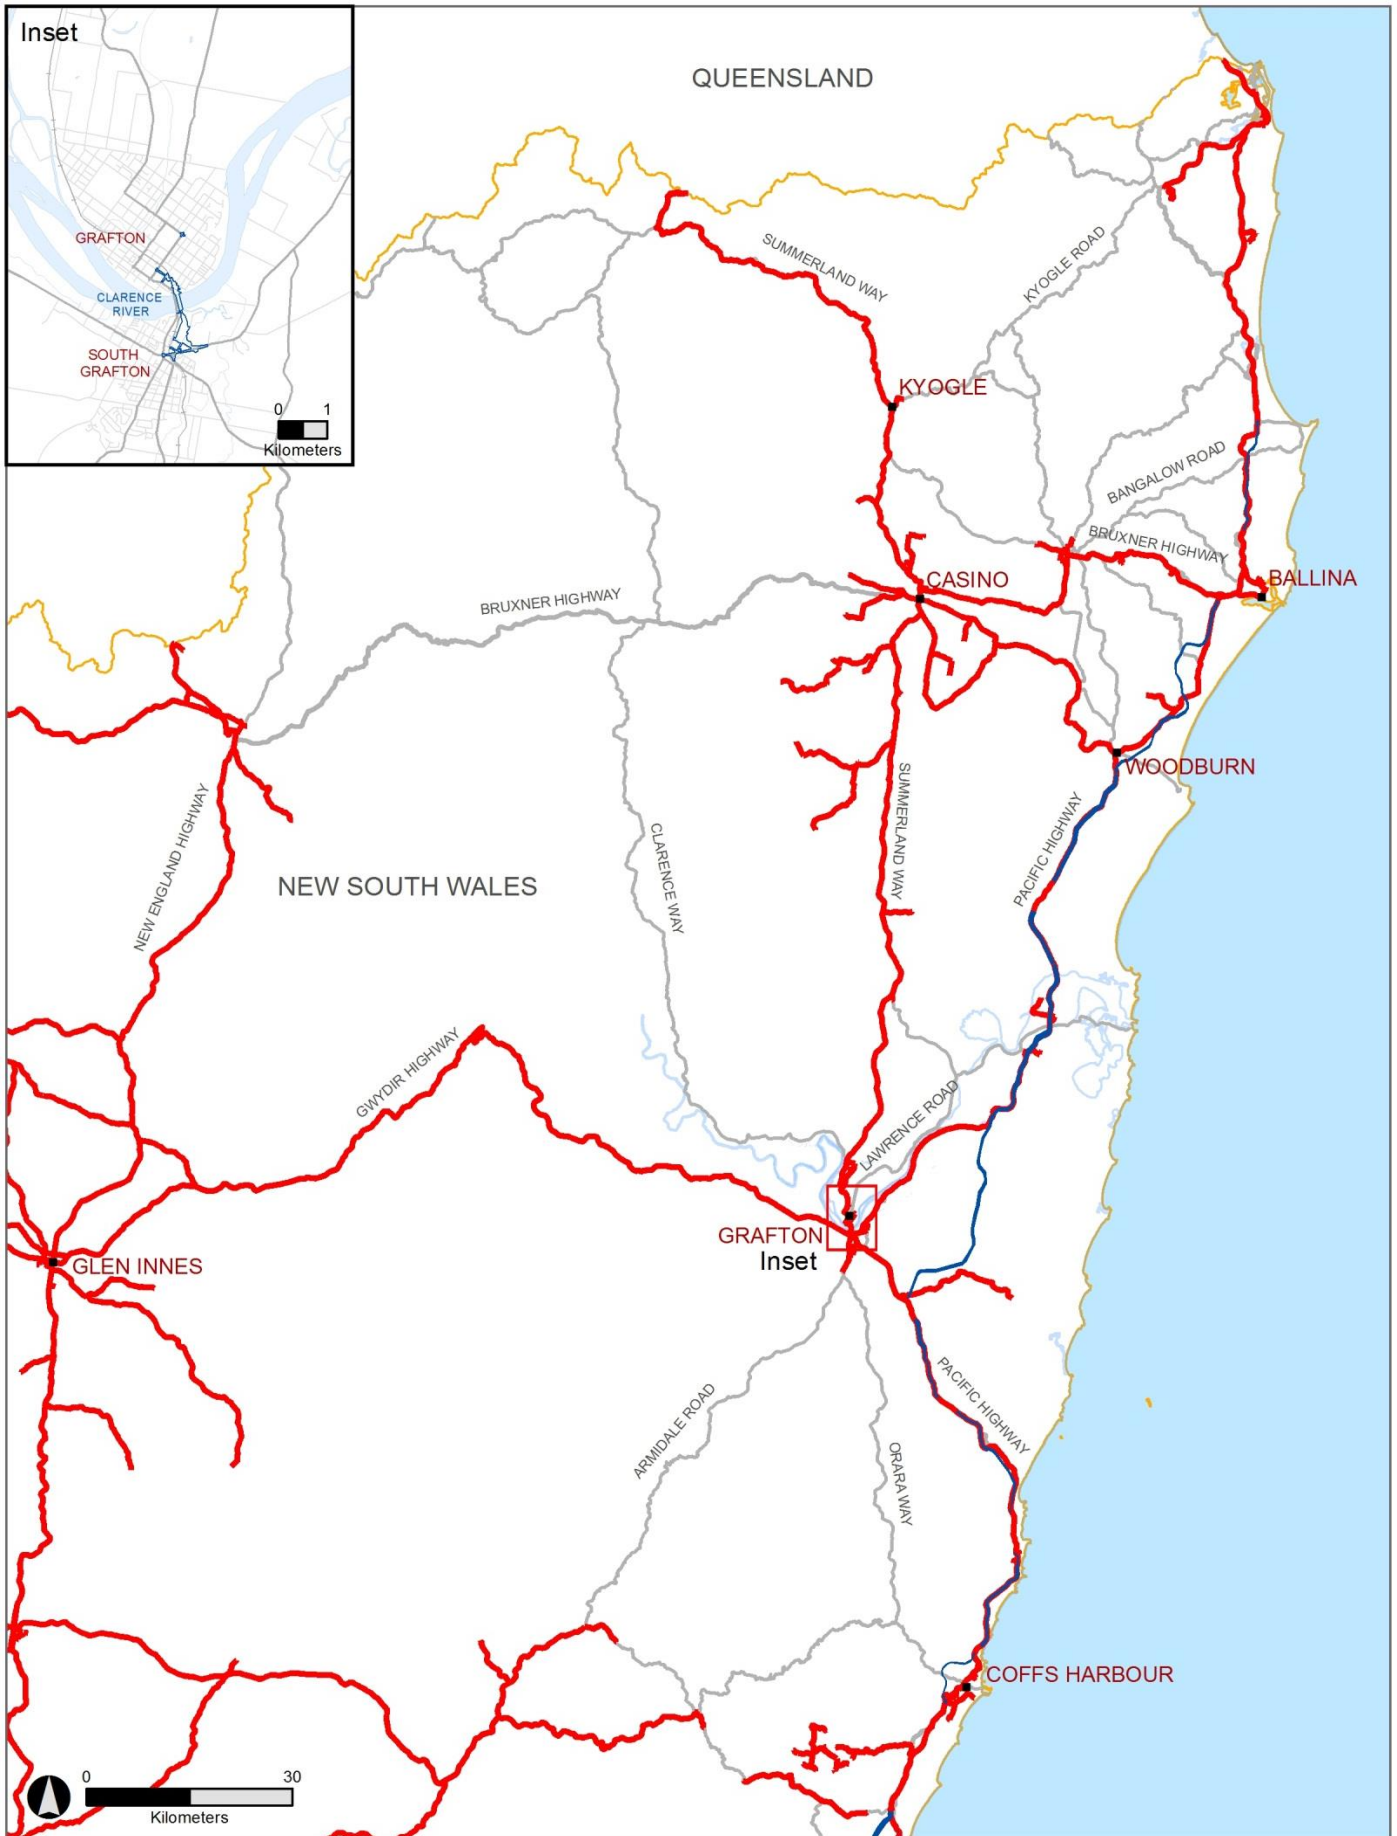 Inset
QUEENSLAND
GRAFTON
CLARENCE
RIVER
SOUTH
GRAFTON
0 1
Kilometers
SUMMERLAND WAY
KYOGLE ROAD
KYOGLE
BANGALOW ROAD
BRUXNER HIGHWAY
CASINO
BALLINA
BRUXNER HIGHWAY
WOODBURN
NEW ENGLAND HIGHWAY
SUMMERLAND WAY
PACIFIC HIGHWAY
CLARENCE WAY
NEW SOUTH WALES
GWYDIR HIGHWAY
LAWRENCE ROAD
GRAFTON
Inset
GLEN INNES
PACIFIC HIGHWAY
ARMIDALE ROAD
ORARA WAY
COFFS HARBOUR
0 30
Kilometers